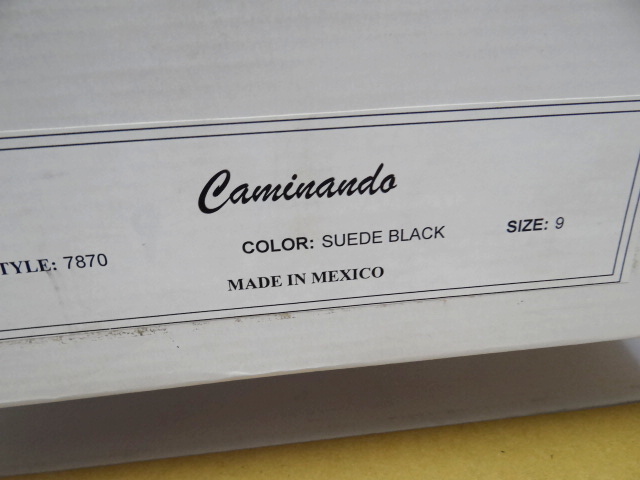 Caminando
TYLE: 7870 COLOR: SUEDE BLACK SIZE: 9
MADE IN MEXICO